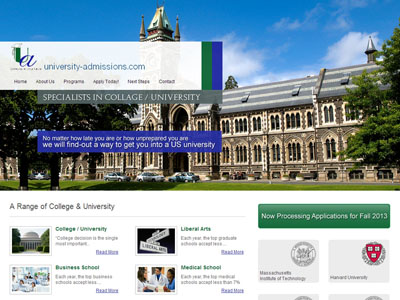 university-admissions.com
Home About Us Programs Apply Today! Next Steps Contact
SPECIALISTS IN COLLAGE / UNIVERSITY
No matter how late you are or how unprepared you are
we will find-out a way to get you into a US university
A Range of College & University
College / University
'College decision is the single
most important...
Read More
Liberal Arts
Each year, the top graduate
schools accept less....
Read More
Business School
Each year, the top business
schools accept less....
Read More
Medical School
Each year, the top medical
schools accept less than 7%
Read More
LIBERAL ARTS
Now Processing Applications for Fall 2013
Massachusetts
Institute of Technology
Harvard University